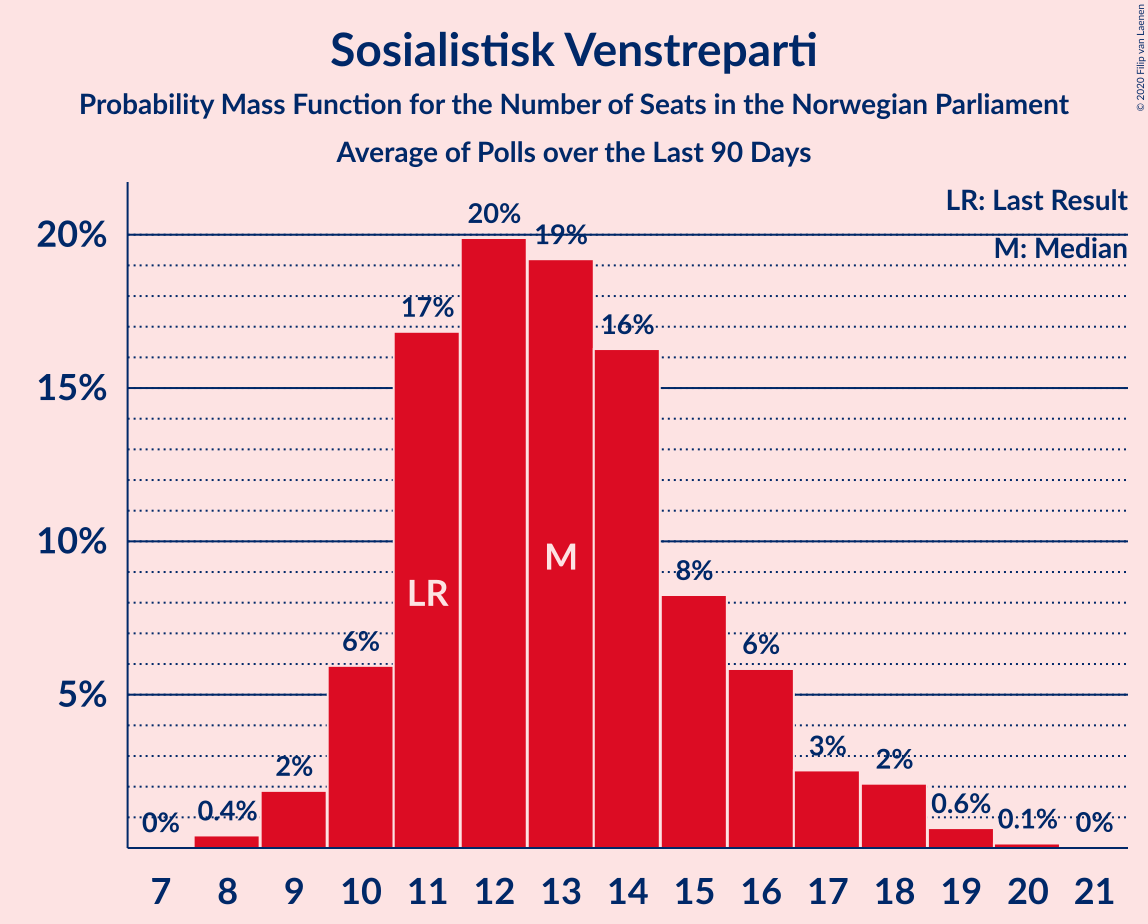 Sosialistisk Venstreparti
Probability Mass Function for the Number of Seats in the Norwegian Parliament
Average of Polls over the Last 90 Days
© 2020 Filip van Laenen
LR: Last Result
M: Median
20%
15%
10%
5%
0%
0.4%
2%
6%
17%
20%
19%
16%
8%
6%
3%
2%
0.6%
0.1%
0%
LR
M
7 8 9 10 11 12 13 14 15 16 17 18 19 20 21